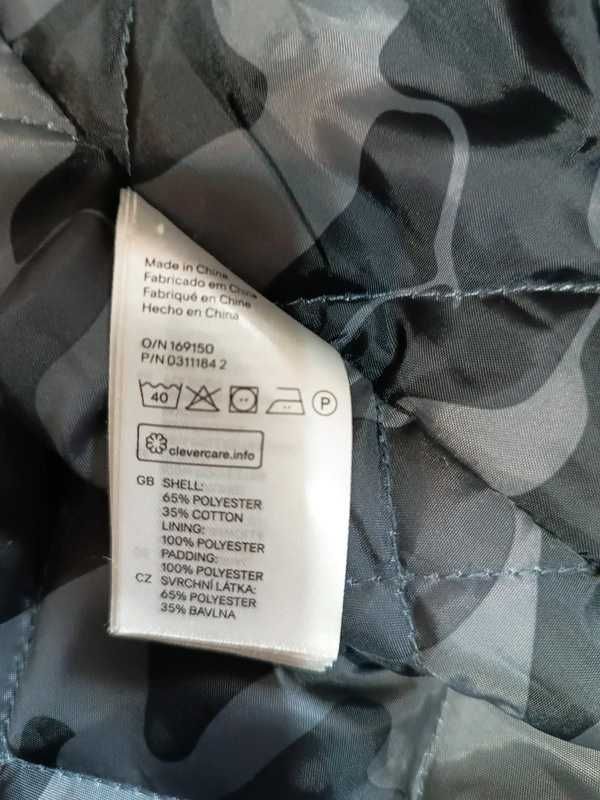 Made in China
Fabricado em China
Fabriqué en Chine
Hecho en China
O/N 169150
P/N 0311184 2
40
P
clevercare.info
GB SHELL:
65% POLYESTER
35% COTTON
LINING:
100% POLYESTER
PADDING:
100% POLYESTER
CZ SVRCHNÍ LÁTKA:
65% POLYESTER
35% BAVLNA